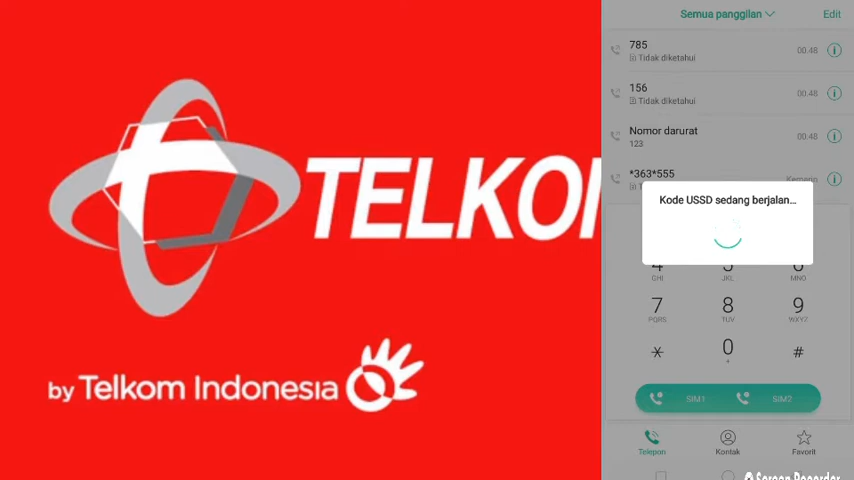 TELKO
by Telkom Indonesia
Semua panggilan
Edit
785
00.48
Tidak diketahui
156
00.48
Tidak diketahui
Nomor darurat
00.48
123
*363*555
Kemarin
Kode USSD sedang berjalan...
GHI
JKL
MNO
7
8
9
PQRS
TUV
WXYZ
0
+
#
SIM1
SIM2
Telepon
Kontak
Favorit